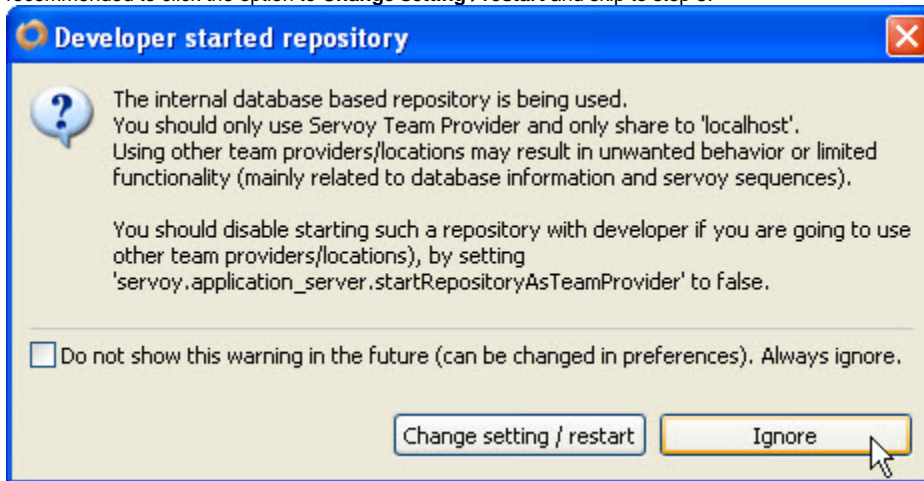 Developer started repository
The internal database based repository is being used.
You should only use Servoy Team Provider and only share to 'localhost'.
Using other team providers/locations may result in unwanted behavior or limited
functionality (mainly related to database information and servoy sequences).
You should disable starting such a repository with developer if you are going to use
other team providers/locations), by setting
'servoy.application_server.startRepositoryAsTeamProvider' to false.
Do not show this warning in the future (can be changed in preferences). Always ignore.
Change setting / restart
Ignore